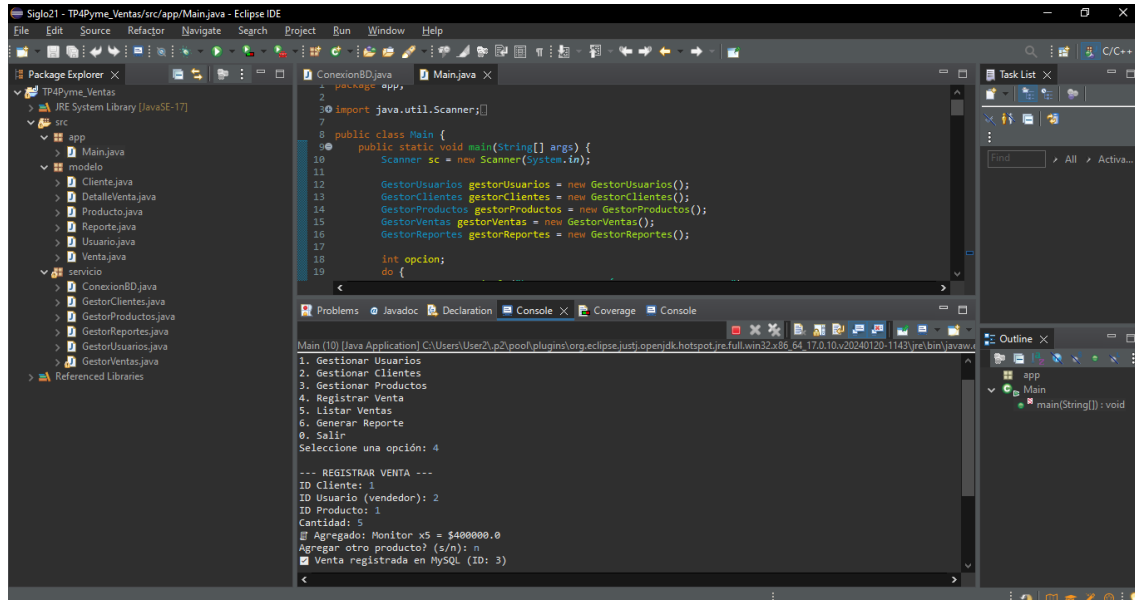 Siglo21 - TP4Pyme_Ventas/src/app/Main.java - Eclipse IDE
File Edit Source Refactor Navigate Search Project Run Window Help
C/C++
Package Explorer
TP4Pyme_Ventas
JRE System Library [JavaSE-17]
src
app
Main.java
modelo
Cliente.java
DetalleVenta.java
Producto.java
Reporte.java
Usuario.java
Venta.java
servicio
ConexionBD.java
GestorClientes.java
GestorProductos.java
GestorReportes.java
GestorUsuarios.java
GestorVentas.java
Referenced Libraries
ConexionBD.java Main.java
1 package app;
2
3 import java.util.Scanner;
7
8 public class Main {
9 public static void main(String[] args) {
10 Scanner sc = new Scanner(System.in);
11
12 GestorUsuarios gestorUsuarios = new GestorUsuarios();
13 GestorClientes gestorClientes = new GestorClientes();
14 GestorProductos gestorProductos = new GestorProductos();
15 GestorVentas gestorVentas = new GestorVentas();
16 GestorReportes gestorReportes = new GestorReportes();
17
18 int opcion;
19 do {
Problems Javadoc Declaration Console Coverage Console
Main (10) [Java Application] C:\Users\User2\.p2\pool\plugins\org.eclipse.justj.openjdk.hotspot.jre.full.win32.x86_64_17.0.10.v20240120-1143\jre\bin\javaw.e
1. Gestionar Usuarios
2. Gestionar Clientes
3. Gestionar Productos
4. Registrar Venta
5. Listar Ventas
6. Generar Reporte
0. Salir
Seleccione una opción: 4
--- REGISTRAR VENTA ---
ID Cliente: 1
ID Usuario (vendedor): 2
ID Producto: 1
Cantidad: 5
Agregado: Monitor x5 = $400000.0
Agregar otro producto? (s/n): n
Venta registrada en MySQL (ID: 3)
Task List
Find All Activa...
Outline
app
Main
main(String[]) : void